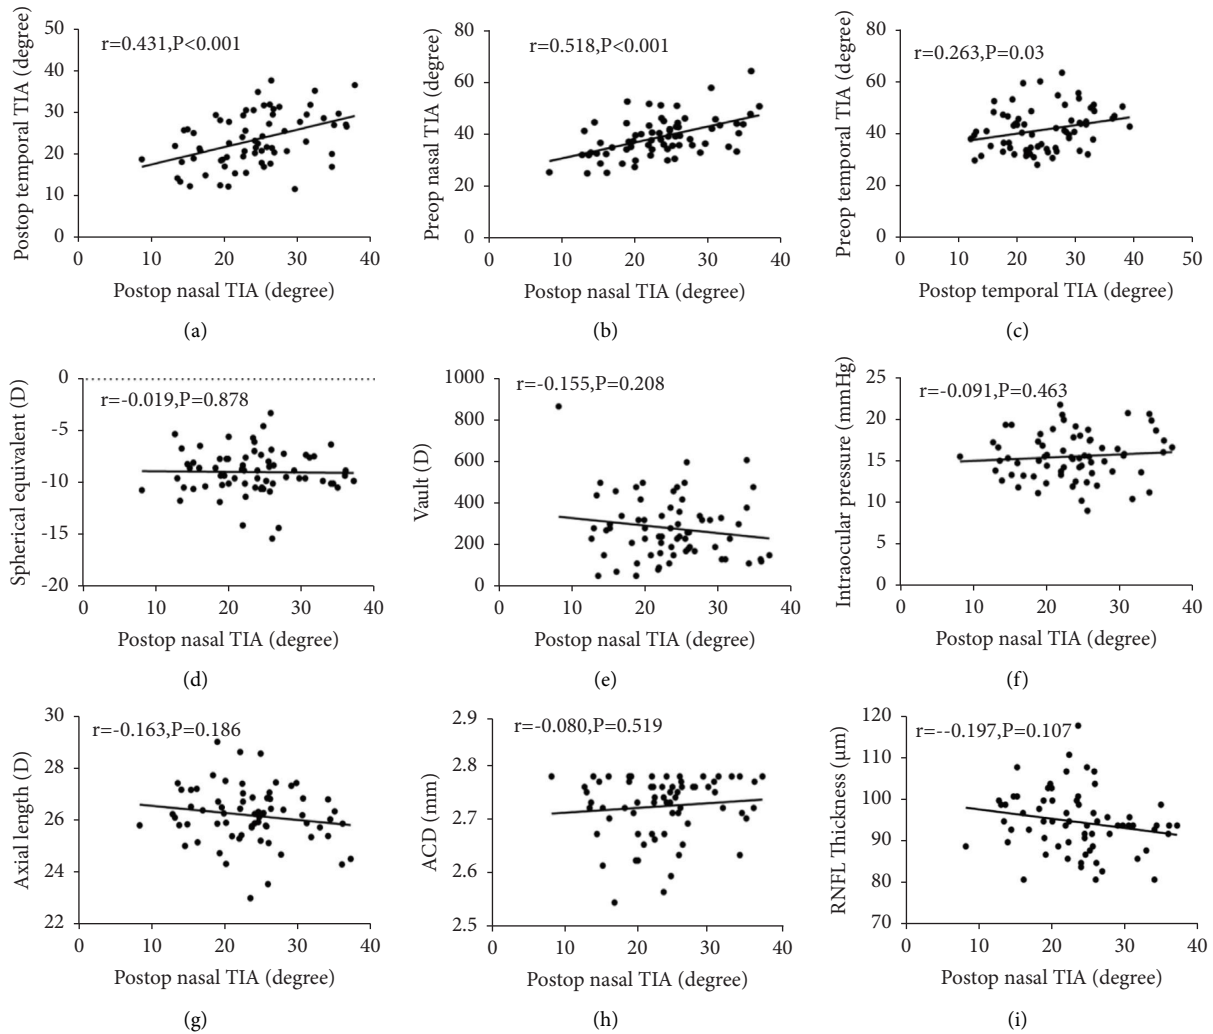 r=0.431,P<0.001
Postop temporal TIA (degree)
50
40
30
20
10
0
0 10 20 30 40
Postop nasal TIA (degree)
(a)
r=0.518,P<0.001
Preop nasal TIA (degree)
80
60
40
20
0
0 10 20 30 40
Postop nasal TIA (degree)
(b)
r=0.263,P=0.03
Preop temporal TIA (degree)
80
60
40
20
0
0 10 20 30 40 50
Postop temporal TIA (degree)
(c)
r=-0.019,P=0.878
Spherical equivalent (D)
0
-5
-10
-15
-20
0 10 20 30 40
Postop nasal TIA (degree)
(d)
r=-0.155,P=0.208
Vault (D)
1000
800
600
400
200
0
0 10 20 30 40
Postop nasal TIA (degree)
(e)
r=-0.091,P=0.463
Intraocular pressure (mmHg)
25
20
15
10
5
0
0 10 20 30 40
Postop nasal TIA (degree)
(f)
r=-0.163,P=0.186
Axial length (D)
30
28
26
24
22
0 10 20 30 40
Postop nasal TIA (degree)
(g)
r=-0.080,P=0.519
ACD (mm)
2.9
2.8
2.7
2.6
2.5
0 10 20 30 40
Postop nasal TIA (degree)
(h)
r=--0.197,P=0.107
RNFL Thickness (μm)
120
110
100
90
80
70
0 10 20 30 40
Postop nasal TIA (degree)
(i)